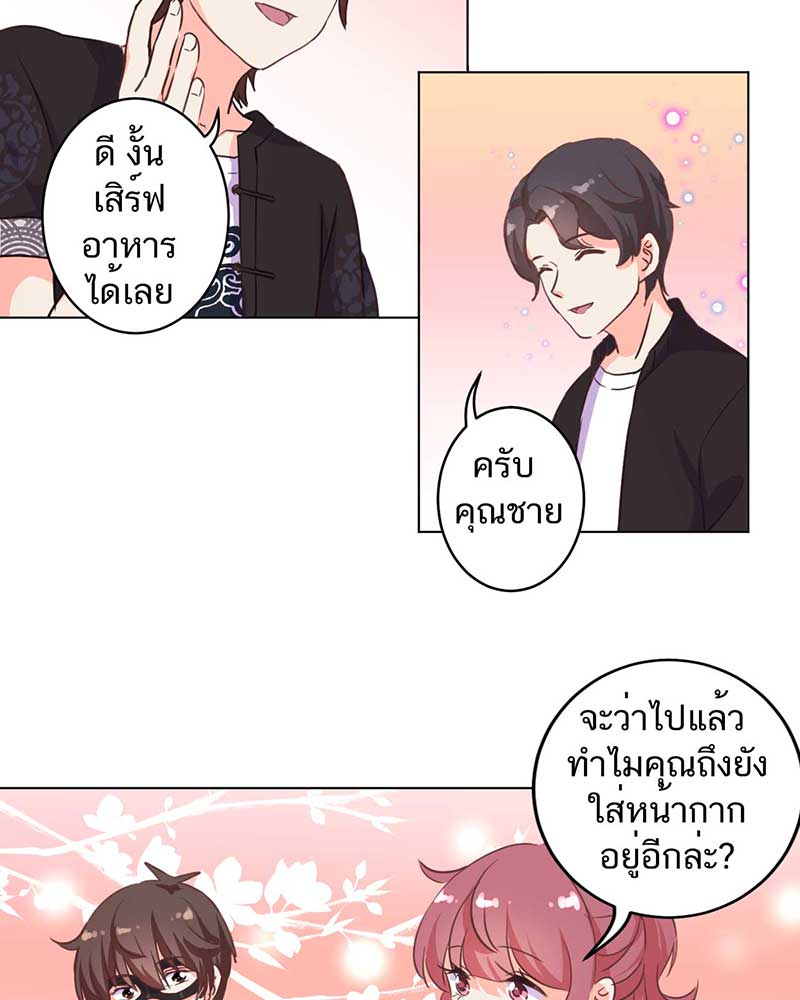 ดี งั้น
เสิร์ฟ
อาหาร
ได้เลย
ครับ
คุณชาย
จะว่าไปแล้ว
ทำไมคุณถึงยัง
ใส่หน้ากาก
อยู่อีกล่ะ?